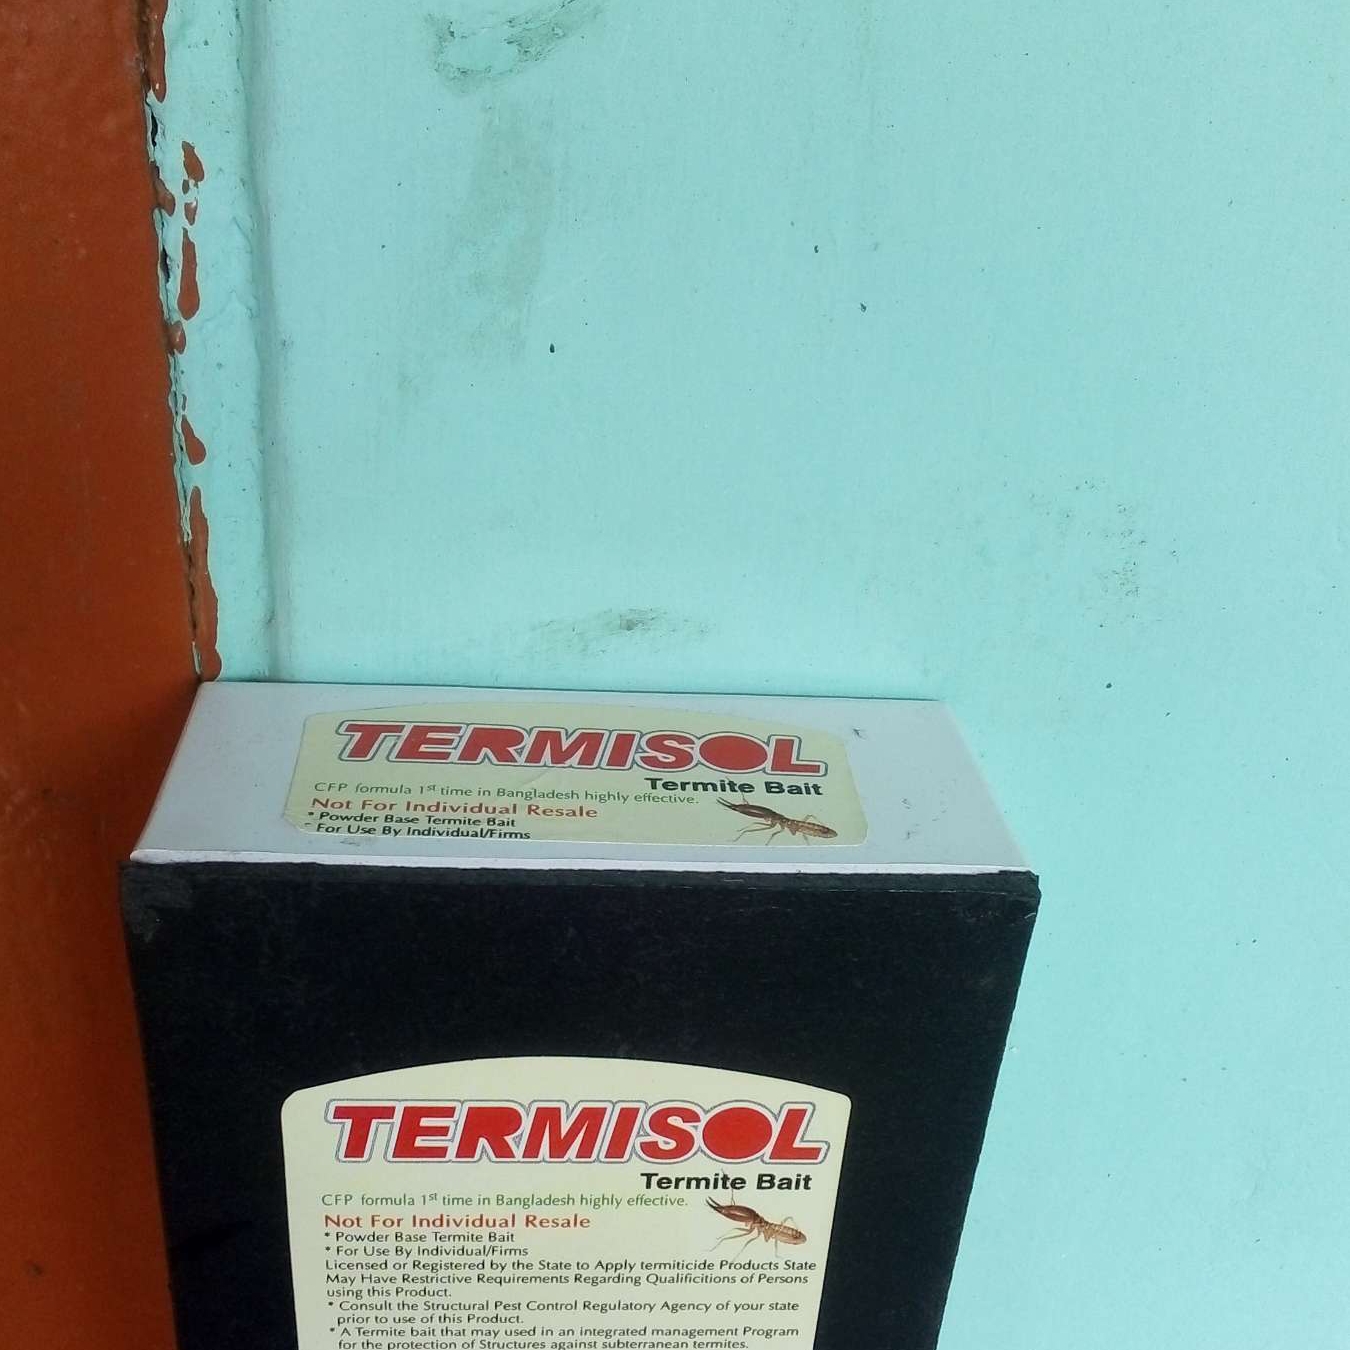 TERMISOL
Termite Bait
CFP formula 1st time in Bangladesh highly effective.
Not For Individual Resale
* Powder Base Termite Bait
* For Use By Individual/Firms
TERMISOL
Termite Bait
CFP formula 1st time in Bangladesh highly effective.
Not For Individual Resale
* Powder Base Termite Bait
* For Use By Individual/Firms
Licensed or Registered by the State to Apply termiticide Products State
May Have Restrictive Requirements Regarding Qualificitions of Persons
using this Product.
* Consult the Structural Pest Control Regulatory Agency of your state
prior to use of this Product.
* A Termite bait that may used in an integrated management Program
for the protection of Structures against subterranean termites.